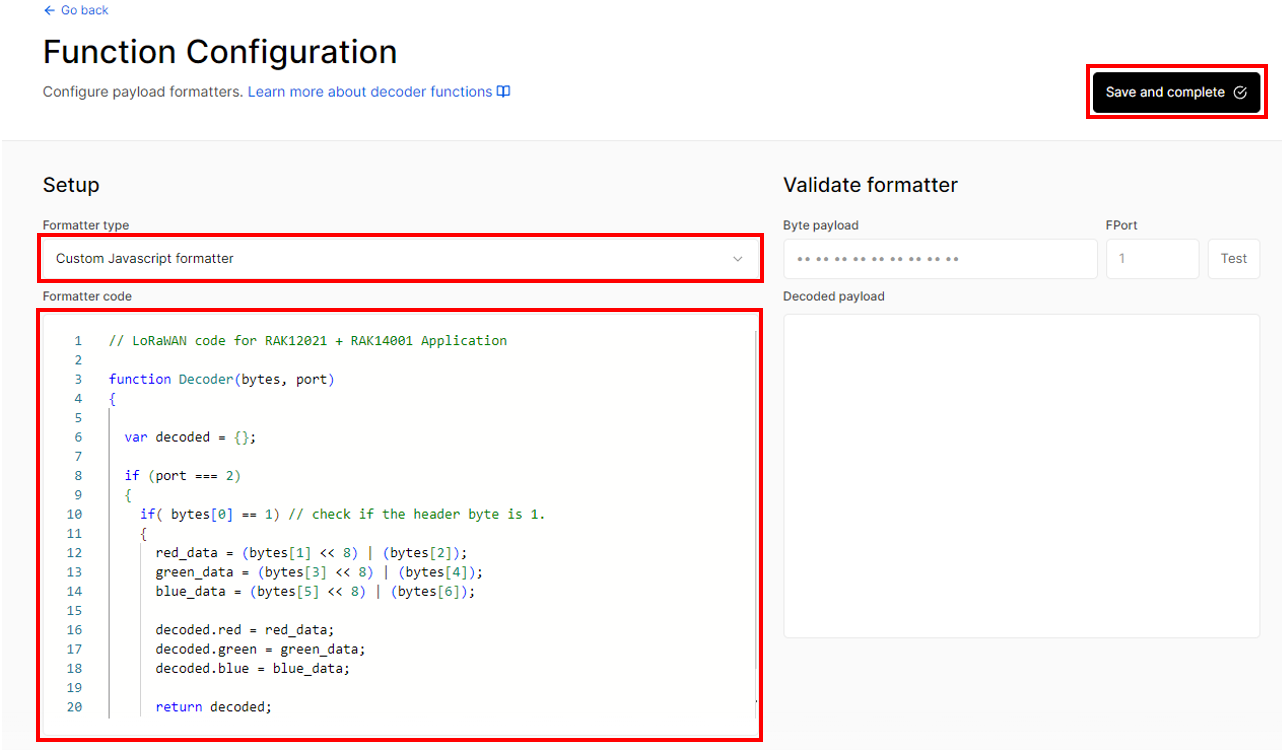 Go back
Function Configuration
Configure payload formatters. Learn more about decoder functions
Save and complete
Setup
Formatter type
Custom Javascript formatter
Formatter code
1 // LoRaWAN code for RAK12021 + RAK14001 Application
2
3 function Decoder(bytes, port)
4 {
5
6 var decoded = {};
7
8 if (port === 2)
9 {
10 if( bytes[0] == 1) // check if the header byte is 1.
11 {
12 red_data = (bytes[1] << 8) | (bytes[2]);
13 green_data = (bytes[3] << 8) | (bytes[4]);
14 blue_data = (bytes[5] << 8) | (bytes[6]);
15
16 decoded.red = red_data;
17 decoded.green = green_data;
18 decoded.blue = blue_data;
19
20 return decoded;
Validate formatter
Byte payload
FPort
•• •• •• •• •• •• •• •• ••
1
Test
Decoded payload